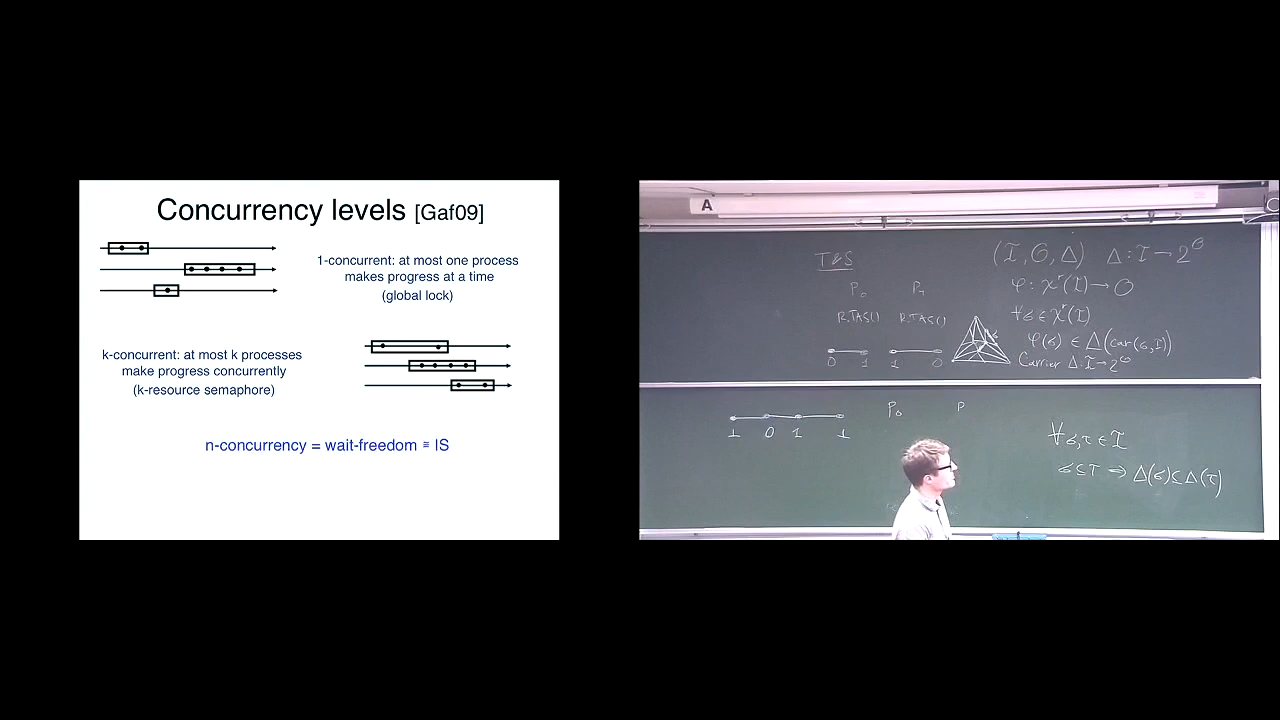 Concurrency levels [Gaf09]
1-concurrent: at most one process
makes progress at a time
(global lock)
k-concurrent: at most k processes
make progress concurrently
(k-resource semaphore)
n-concurrency = wait-freedom ≅ IS
A
T&S
P₀ P₁
R.TAS() R.TAS()
0 1 1 0
(I, O, Δ) Δ: I → 2^O
φ: χ^r(I) → O
∀σ ∈ χ^r(I)
φ(σ) ∈ Δ(car(σ, I))
Carrier Δ: I → 2^O
1 0 1 1
P₀ P
∀σ,τ ∈ I
σ ⊆ τ ⇒ Δ(σ) ⊆ Δ(τ)